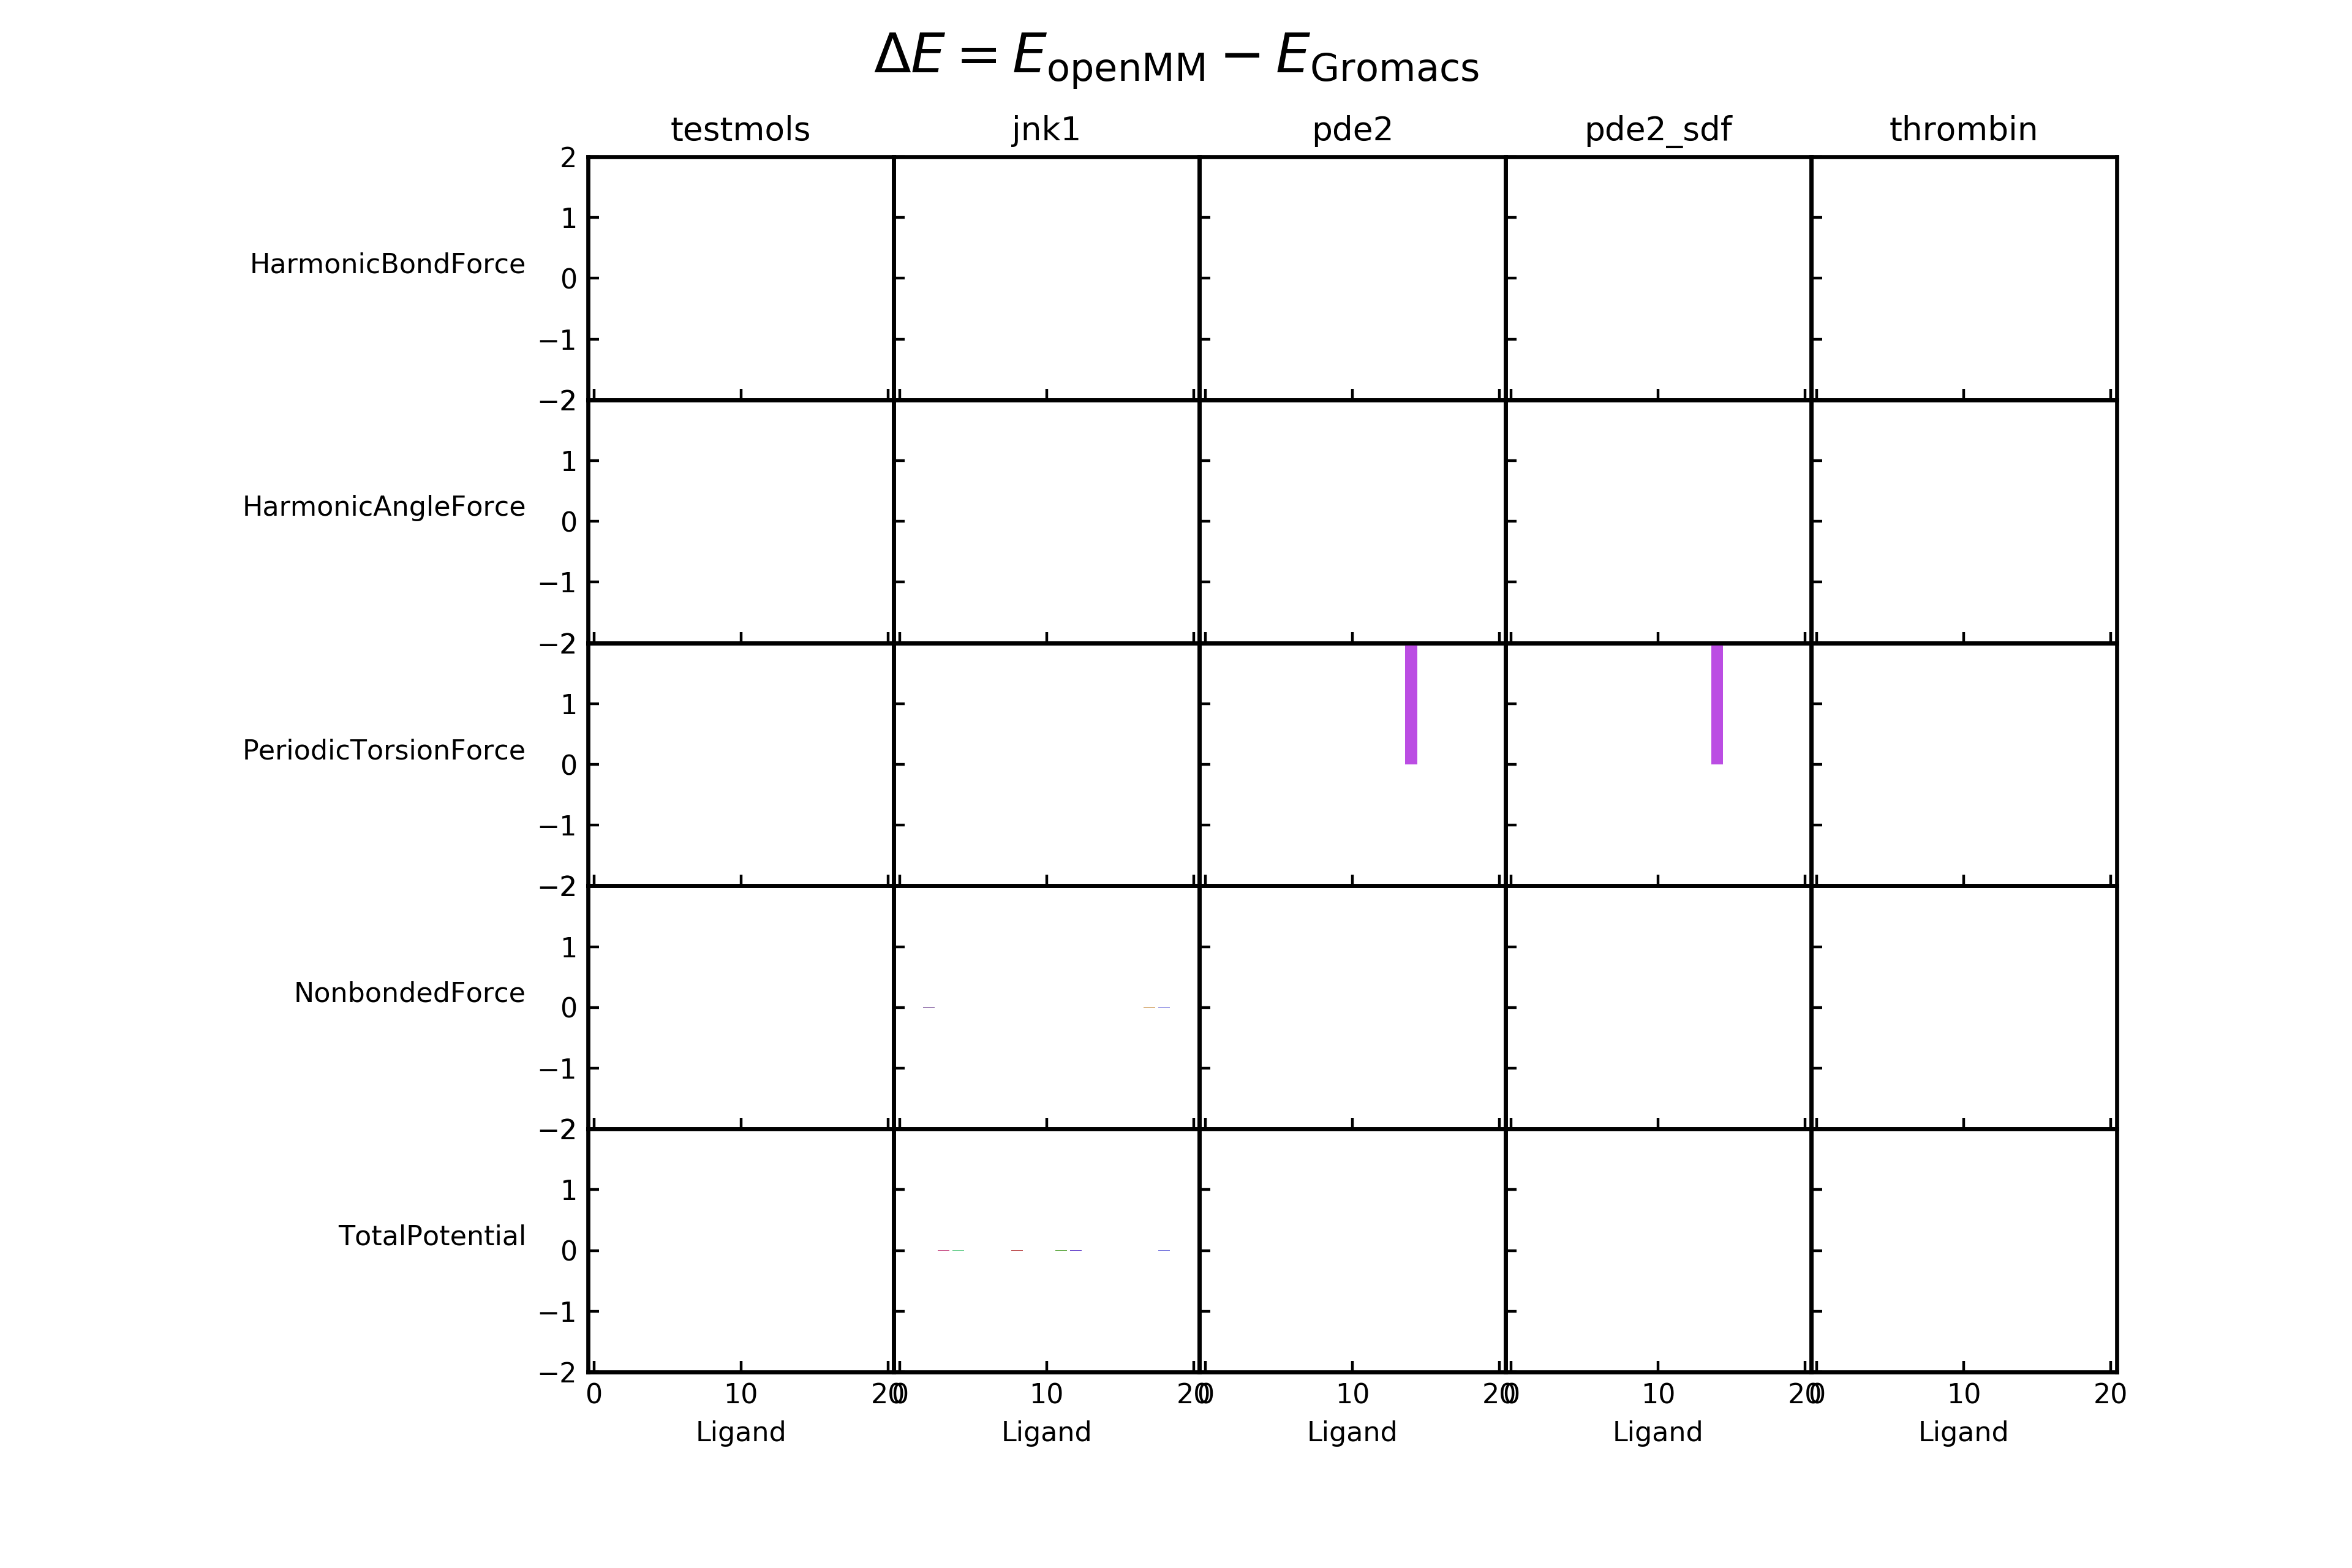 ΔE = E_openMM − E_Gromacs
testmols jnk1 pde2 pde2_sdf thrombin
2
1
HarmonicBondForce 0
−1
−2
1
HarmonicAngleForce 0
−1
−2
1
PeriodicTorsionForce 0
−1
−2
1
NonbondedForce 0
−1
−2
1
TotalPotential 0
−1
−2
0 10 20 0 10 20 0 10 20 0 10 20 0 10 20
Ligand Ligand Ligand Ligand Ligand